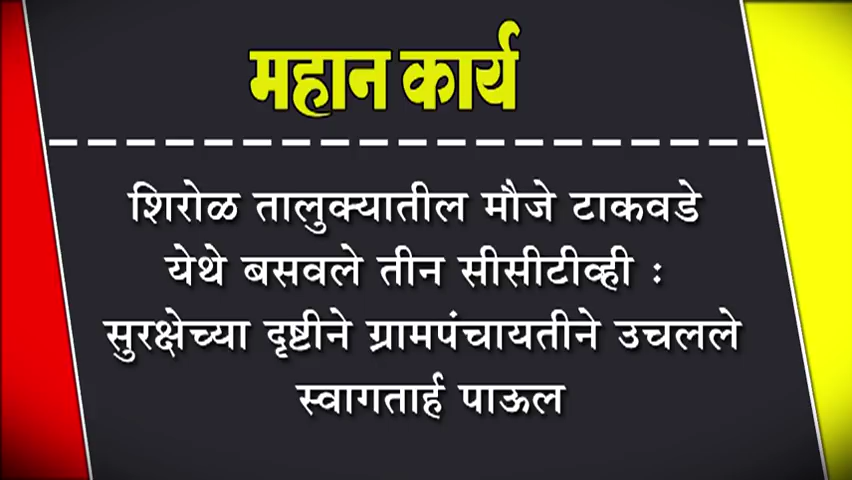 महान कार्य
शिरोळ तालुक्यातील मौजे टाकवडे
येथे बसवले तीन सीसीटीव्ही :
सुरक्षेच्या दृष्टीने ग्रामपंचायतीने उचलले
स्वागतार्ह पाऊल